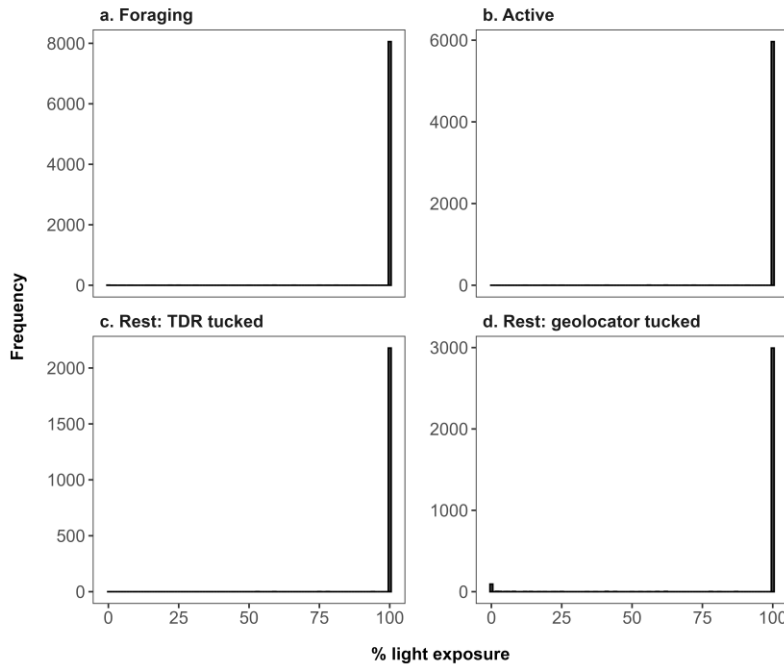 a. Foraging
b. Active
8000
6000
4000
2000
0
6000
4000
2000
0
Frequency
c. Rest: TDR tucked
d. Rest: geolocator tucked
2000
1500
1000
500
0
3000
2000
1000
0
0 25 50 75 100
0 25 50 75 100
% light exposure